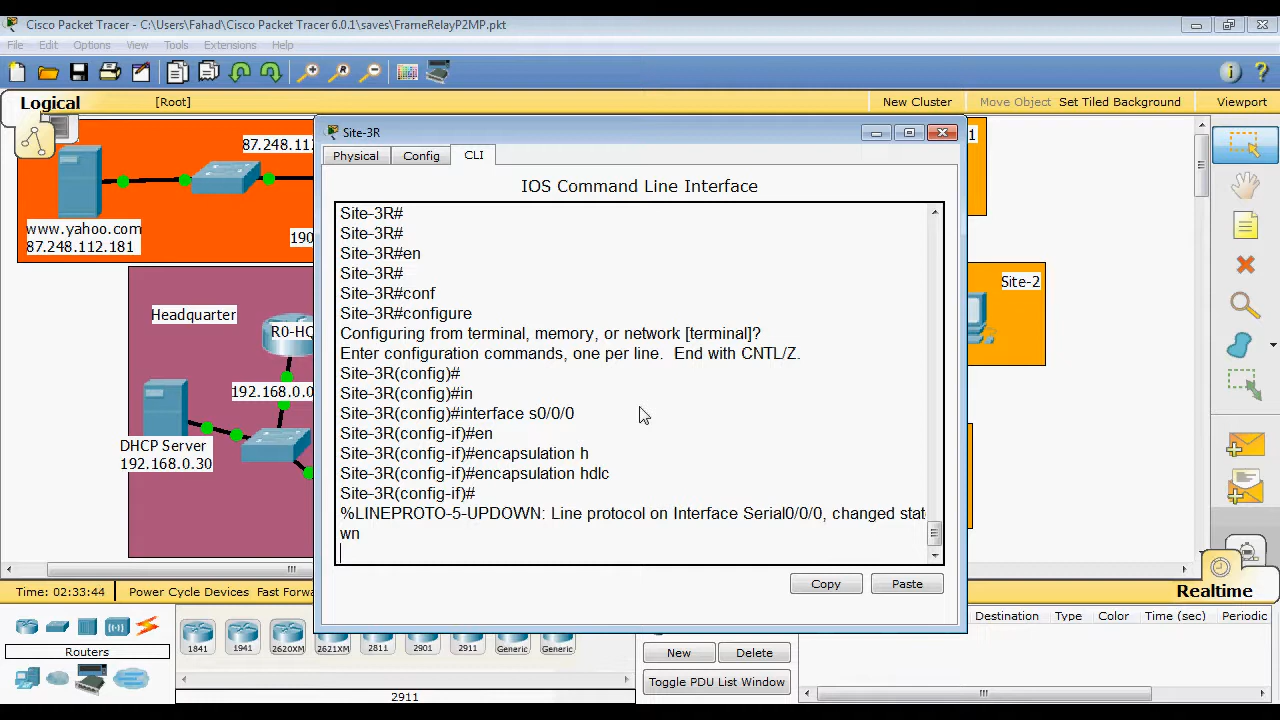 Cisco Packet Tracer - C:\Users\Fahad\Cisco Packet Tracer 6.0.1\saves\FrameRelayP2MP.pkt
File Edit Options View Tools Extensions Help
Logical [Root] New Cluster Move Object Set Tiled Background Viewport
87.248.11
www.yahoo.com
87.248.112.181
190
Headquarter
R0-HQ
192.168.0.0
DHCP Server
192.168.0.30
1
Site-2
Site-3R
Physical Config CLI
IOS Command Line Interface
Site-3R#
Site-3R#
Site-3R#en
Site-3R#
Site-3R#conf
Site-3R#configure
Configuring from terminal, memory, or network [terminal]?
Enter configuration commands, one per line. End with CNTL/Z.
Site-3R(config)#
Site-3R(config)#in
Site-3R(config)#interface s0/0/0
Site-3R(config-if)#en
Site-3R(config-if)#encapsulation h
Site-3R(config-if)#encapsulation hdlc
Site-3R(config-if)#
%LINEPROTO-5-UPDOWN: Line protocol on Interface Serial0/0/0, changed stat
wn
Copy Paste
Time: 02:33:44 Power Cycle Devices Fast Forw
Realtime
Routers
1841 1941 2620XM 2621XM 2811 2901 2911 Generic Generic
2911
New Delete
Toggle PDU List Window
Destination Type Color Time (sec) Periodic